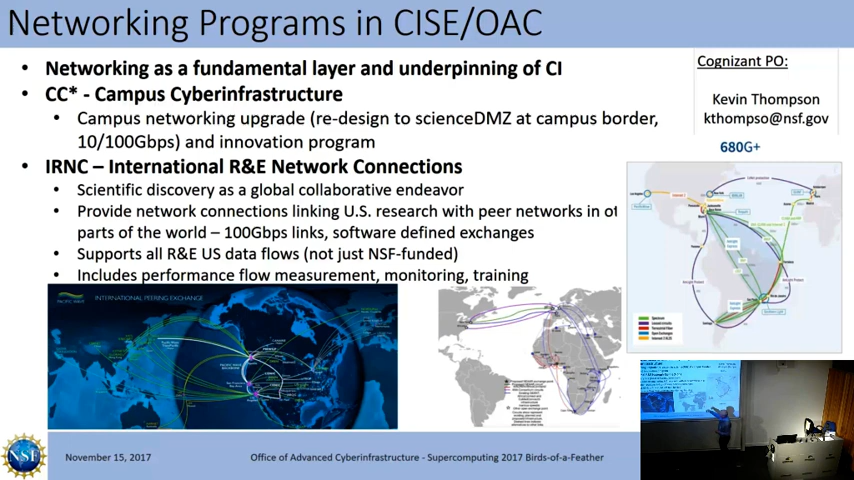 Networking Programs in CISE/OAC
Networking as a fundamental layer and underpinning of CI
CC* - Campus Cyberinfrastructure
Campus networking upgrade (re-design to scienceDMZ at campus border,
10/100Gbps) and innovation program
IRNC – International R&E Network Connections
Scientific discovery as a global collaborative endeavor
Provide network connections linking U.S. research with peer networks in ot
parts of the world – 100Gbps links, software defined exchanges
Supports all R&E US data flows (not just NSF-funded)
Includes performance flow measurement, monitoring, training
Cognizant PO:
Kevin Thompson
kthompso@nsf.gov
680G+
PACIFIC WAVE
INTERNATIONAL PEERING EXCHANGE
NSF
November 15, 2017
Office of Advanced Cyberinfrastructure - Supercomputing 2017 Birds-of-a-Feather